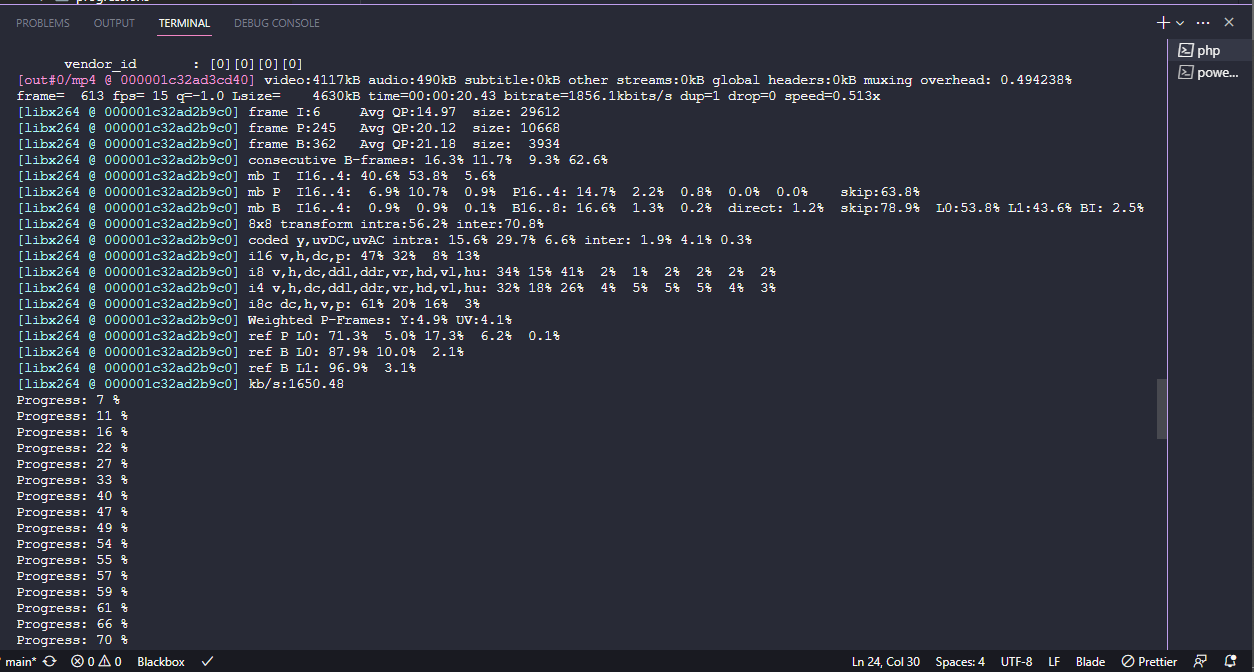 PROBLEMS OUTPUT TERMINAL DEBUG CONSOLE
php
powe...
vendor_id : [0][0][0][0]
[out#0/mp4 @ 000001c32ad3cd40] video:4117kB audio:490kB subtitle:0kB other streams:0kB global headers:0kB muxing overhead: 0.494238%
frame= 613 fps= 15 q=-1.0 Lsize= 4630kB time=00:00:20.43 bitrate=1856.1kbits/s dup=1 drop=0 speed=0.513x
[libx264 @ 000001c32ad2b9c0] frame I:6 Avg QP:14.97 size: 29612
[libx264 @ 000001c32ad2b9c0] frame P:245 Avg QP:20.12 size: 10668
[libx264 @ 000001c32ad2b9c0] frame B:362 Avg QP:21.18 size: 3934
[libx264 @ 000001c32ad2b9c0] consecutive B-frames: 16.3% 11.7% 9.3% 62.6%
[libx264 @ 000001c32ad2b9c0] mb I I16..4: 40.6% 53.8% 5.6%
[libx264 @ 000001c32ad2b9c0] mb P I16..4: 6.9% 10.7% 0.9% P16..4: 14.7% 2.2% 0.8% 0.0% 0.0% skip:63.8%
[libx264 @ 000001c32ad2b9c0] mb B I16..4: 0.9% 0.9% 0.1% B16..8: 16.6% 1.3% 0.2% direct: 1.2% skip:78.9% L0:53.8% L1:43.6% BI: 2.5%
[libx264 @ 000001c32ad2b9c0] 8x8 transform intra:56.2% inter:70.8%
[libx264 @ 000001c32ad2b9c0] coded y,uvDC,uvAC intra: 15.6% 29.7% 6.6% inter: 1.9% 4.1% 0.3%
[libx264 @ 000001c32ad2b9c0] i16 v,h,dc,p: 47% 32% 8% 13%
[libx264 @ 000001c32ad2b9c0] i8 v,h,dc,ddl,ddr,vr,hd,vl,hu: 34% 15% 41% 2% 1% 2% 2% 2% 2%
[libx264 @ 000001c32ad2b9c0] i4 v,h,dc,ddl,ddr,vr,hd,vl,hu: 32% 18% 26% 4% 5% 5% 5% 4% 3%
[libx264 @ 000001c32ad2b9c0] i8c dc,h,v,p: 61% 20% 16% 3%
[libx264 @ 000001c32ad2b9c0] Weighted P-Frames: Y:4.9% UV:4.1%
[libx264 @ 000001c32ad2b9c0] ref P L0: 71.3% 5.0% 17.3% 6.2% 0.1%
[libx264 @ 000001c32ad2b9c0] ref B L0: 87.9% 10.0% 2.1%
[libx264 @ 000001c32ad2b9c0] ref B L1: 96.9% 3.1%
[libx264 @ 000001c32ad2b9c0] kb/s:1650.48
Progress: 7 %
Progress: 11 %
Progress: 16 %
Progress: 22 %
Progress: 27 %
Progress: 33 %
Progress: 40 %
Progress: 47 %
Progress: 49 %
Progress: 54 %
Progress: 55 %
Progress: 57 %
Progress: 59 %
Progress: 61 %
Progress: 66 %
Progress: 70 %
main* 0 0 Blackbox Ln 24, Col 30 Spaces: 4 UTF-8 LF Blade Prettier